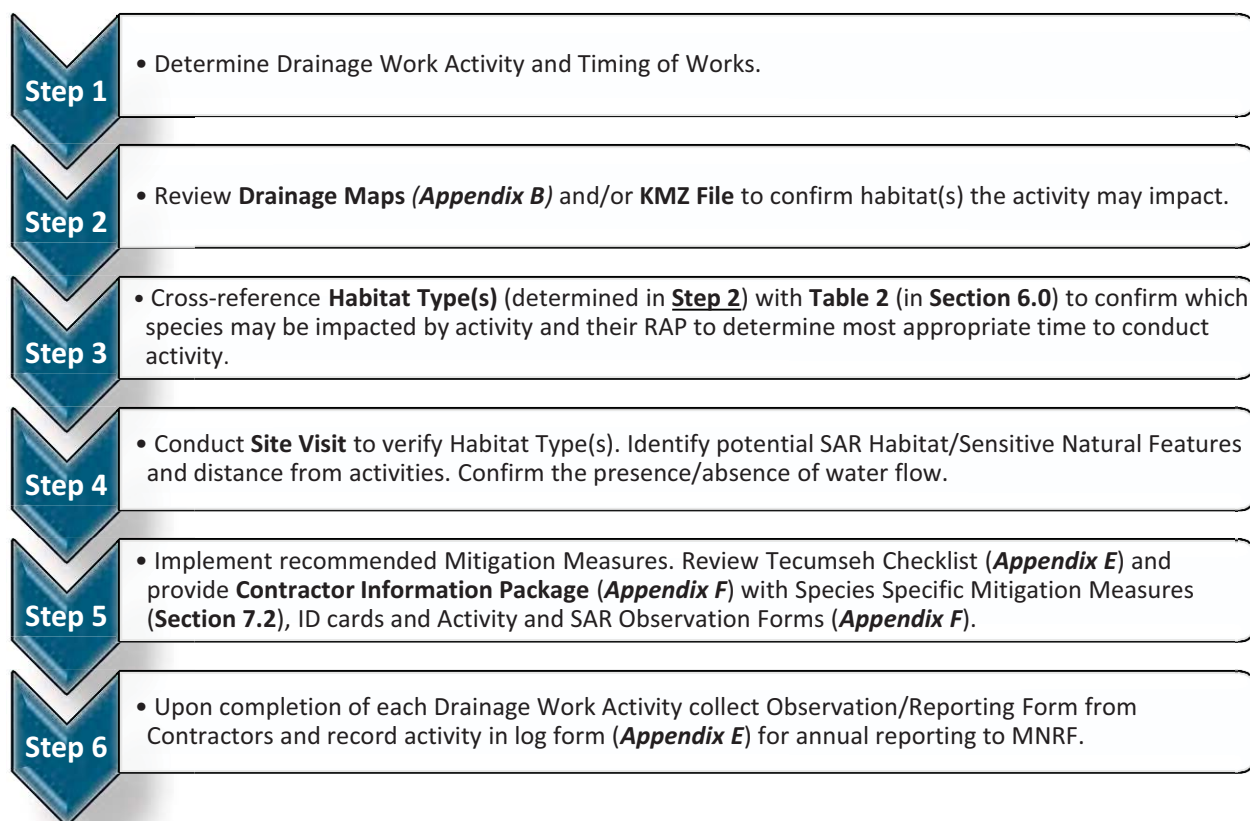 Step 1
• Determine Drainage Work Activity and Timing of Works.
Step 2
• Review Drainage Maps (Appendix B) and/or KMZ File to confirm habitat(s) the activity may impact.
Step 3
• Cross-reference Habitat Type(s) (determined in Step 2) with Table 2 (in Section 6.0) to confirm which
species may be impacted by activity and their RAP to determine most appropriate time to conduct
activity.
Step 4
• Conduct Site Visit to verify Habitat Type(s). Identify potential SAR Habitat/Sensitive Natural Features
and distance from activities. Confirm the presence/absence of water flow.
Step 5
• Implement recommended Mitigation Measures. Review Tecumseh Checklist (Appendix E) and
provide Contractor Information Package (Appendix F) with Species Specific Mitigation Measures
(Section 7.2), ID cards and Activity and SAR Observation Forms (Appendix F).
Step 6
• Upon completion of each Drainage Work Activity collect Observation/Reporting Form from
Contractors and record activity in log form (Appendix E) for annual reporting to MNRF.